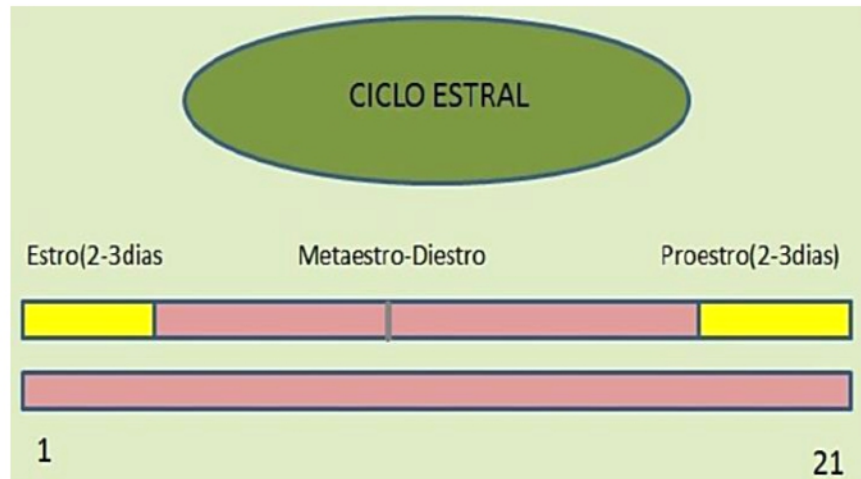 CICLO ESTRAL
Estro(2-3dias
Metaestro-Diestro
Proestro(2-3dias)
1
21